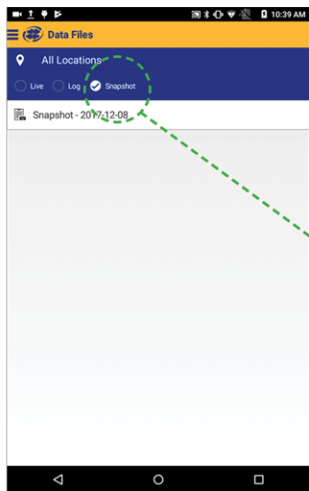 10:39 AM
Data Files
All Locations
Live Log Snapshot
Snapshot - 2017-12-08